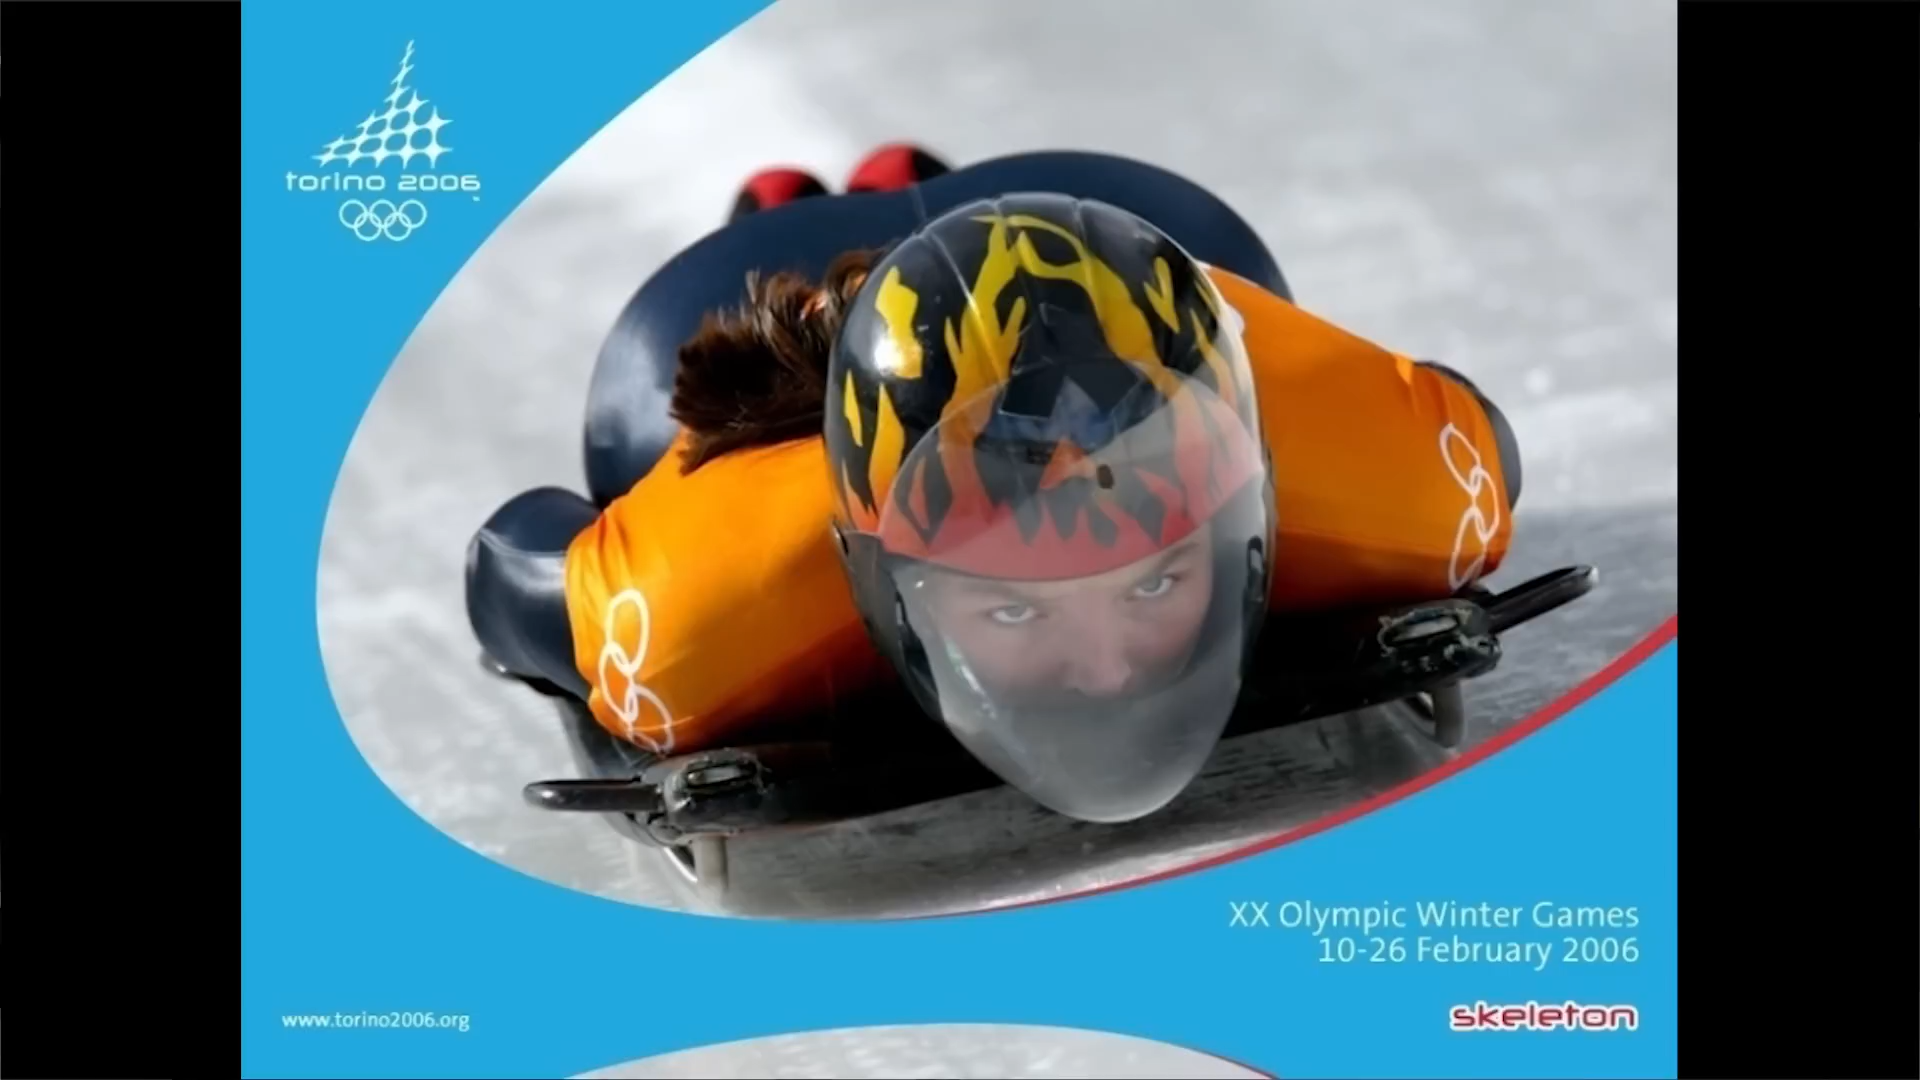 torino 2006
XX Olympic Winter Games
10-26 February 2006
www.torino2006.org
skeleton